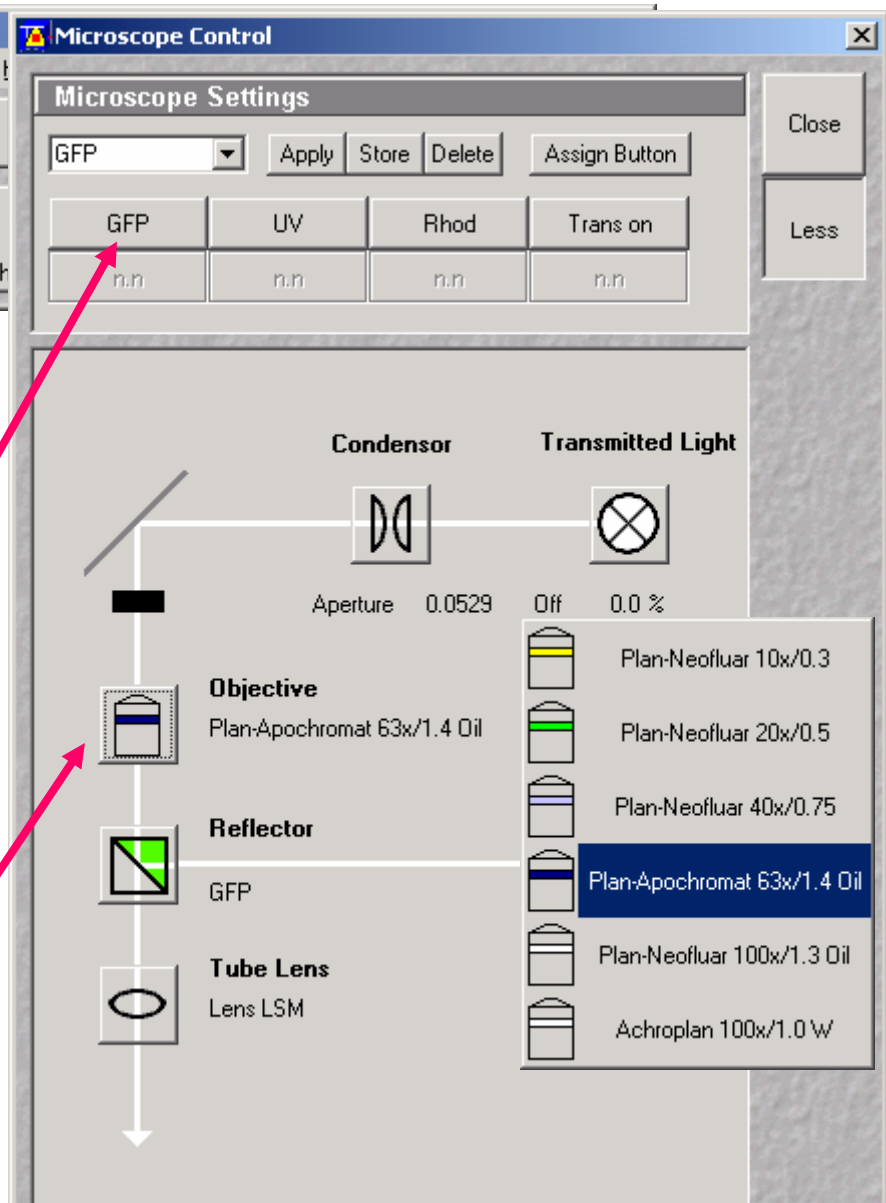 Microscope Control
Microscope Settings
Close
GFP Apply Store Delete Assign Button
GFP UV Rhod Trans on Less
n.n n.n n.n n.n
Condensor Transmitted Light
Aperture 0.0529 Off 0.0 %
Plan-Neofluar 10x/0.3
Objective
Plan-Apochromat 63x/1.4 Oil
Plan-Neofluar 20x/0.5
Plan-Neofluar 40x/0.75
Reflector
Plan-Apochromat 63x/1.4 Oil
GFP
Plan-Neofluar 100x/1.3 Oil
Tube Lens
Lens LSM
Achroplan 100x/1.0 W